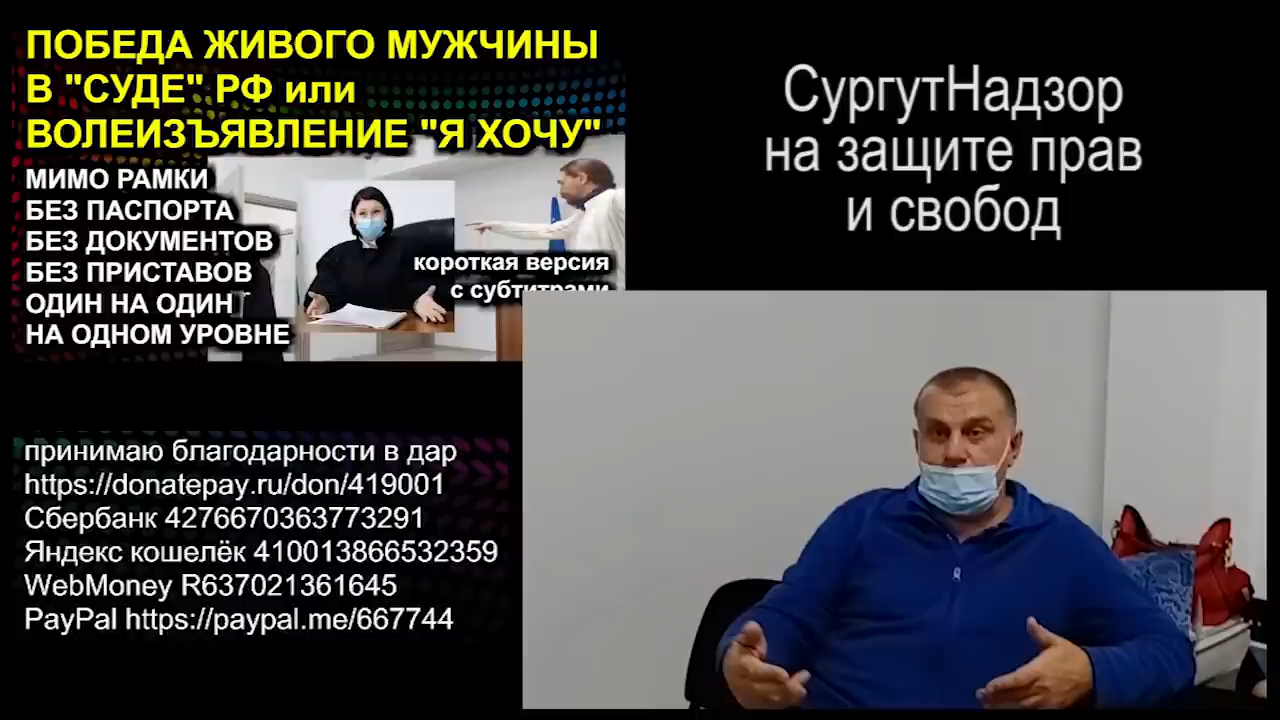 ПОБЕДА ЖИВОГО МУЖЧИНЫ
В "СУДЕ" РФ или
ВОЛЕИЗЪЯВЛЕНИЕ "Я ХОЧУ"
МИМО РАМКИ
БЕЗ ПАСПОРТА
БЕЗ ДОКУМЕНТОВ
БЕЗ ПРИСТАВОВ
ОДИН НА ОДИН
НА ОДНОМ УРОВНЕ
короткая версия
с субтитрами
СургутНадзор
на защите прав
и свобод
принимаю благодарности в дар
https://donatepay.ru/don/419001
Сбербанк 4276670363773291
Яндекс кошелёк 410013866532359
WebMoney R637021361645
PayPal https://paypal.me/667744